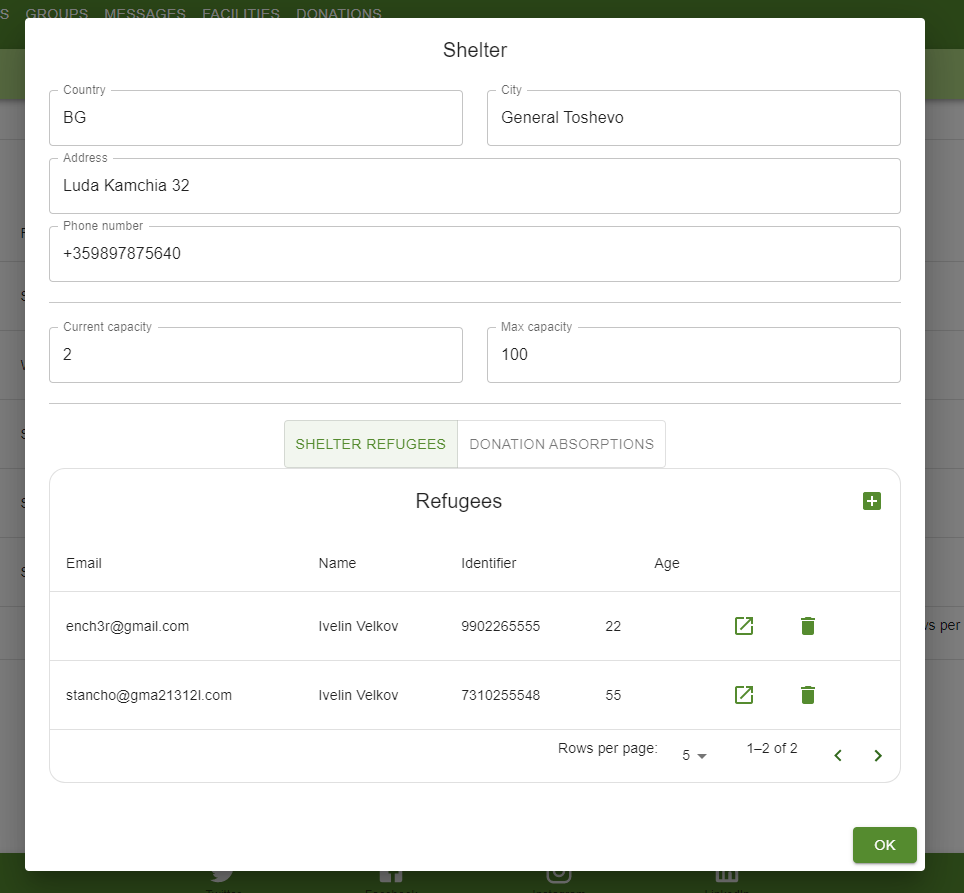 S GROUPS MESSAGES FACILITIES DONATIONS
Shelter
Country
BG
City
General Toshevo
Address
Luda Kamchia 32
Phone number
+359897875640
Current capacity
2
Max capacity
100
SHELTER REFUGEES DONATION ABSORPTIONS
Refugees
Email Name Identifier Age
ench3r@gmail.com Ivelin Velkov 9902265555 22
stancho@gma21312l.com Ivelin Velkov 7310255548 55
Rows per page: 5 1–2 of 2
OK
per